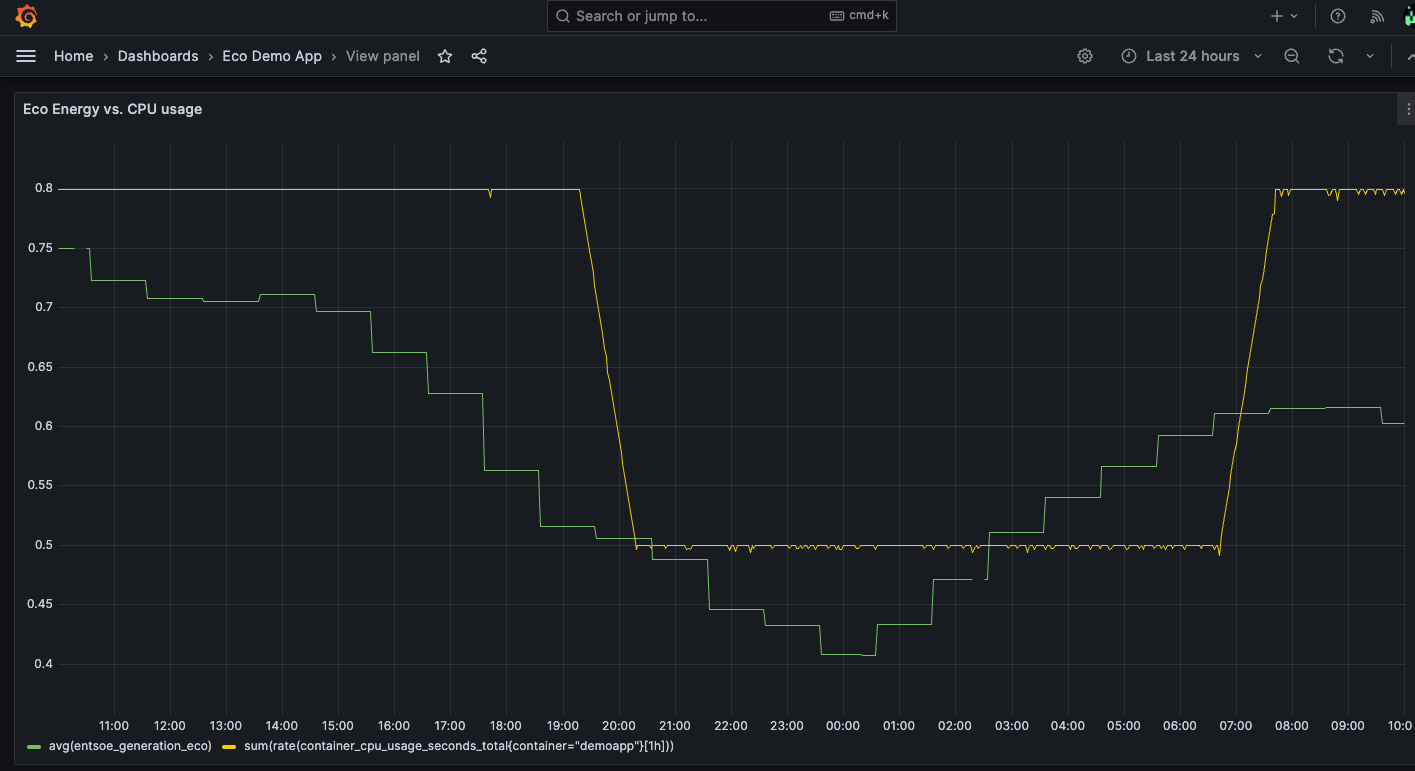 Search or jump to... cmd+k
Home › Dashboards › Eco Demo App › View panel Last 24 hours
Eco Energy vs. CPU usage
0.8
0.75
0.7
0.65
0.6
0.55
0.5
0.45
0.4
11:00 12:00 13:00 14:00 15:00 16:00 17:00 18:00 19:00 20:00 21:00 22:00 23:00 00:00 01:00 02:00 03:00 04:00 05:00 06:00 07:00 08:00 09:00 10:0
avg(entsoe_generation_eco) sum(rate(container_cpu_usage_seconds_total{container="demoapp"}[1h]))